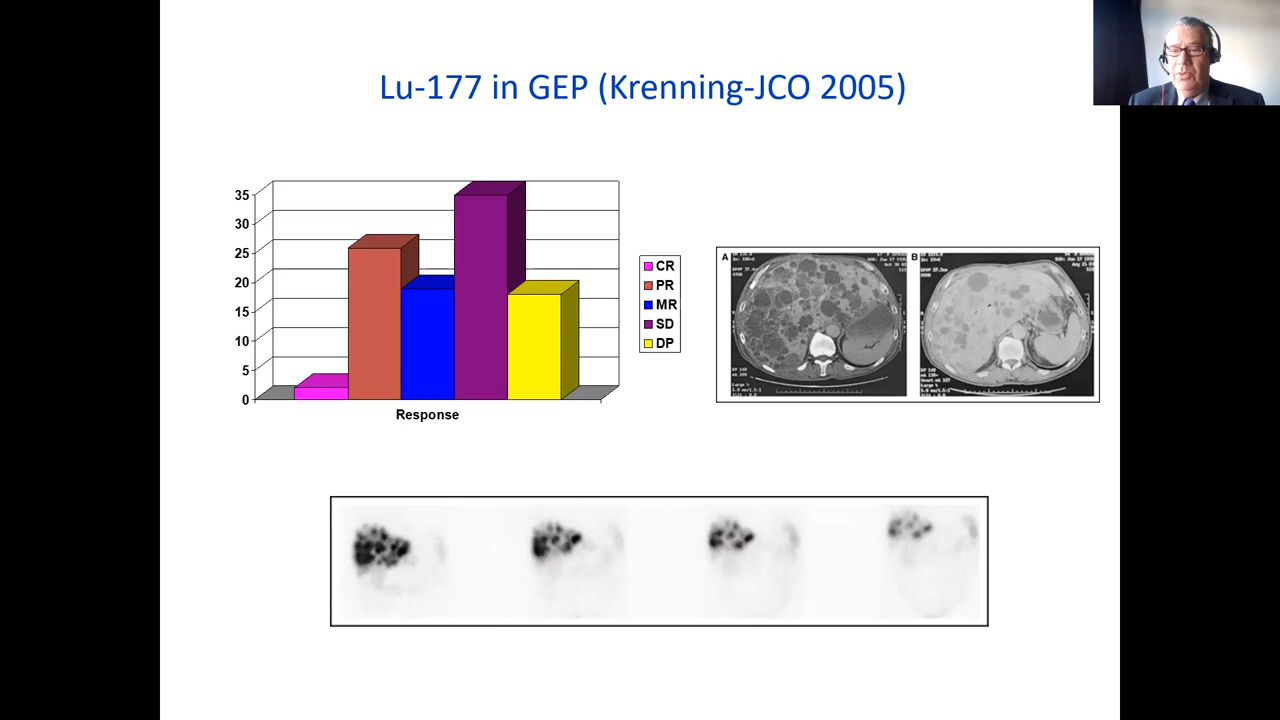 Lu-177 in GEP (Krenning-JCO 2005)
35
30
25
20
15
10
5
0
Response
CR
PR
MR
SD
DP
A
B